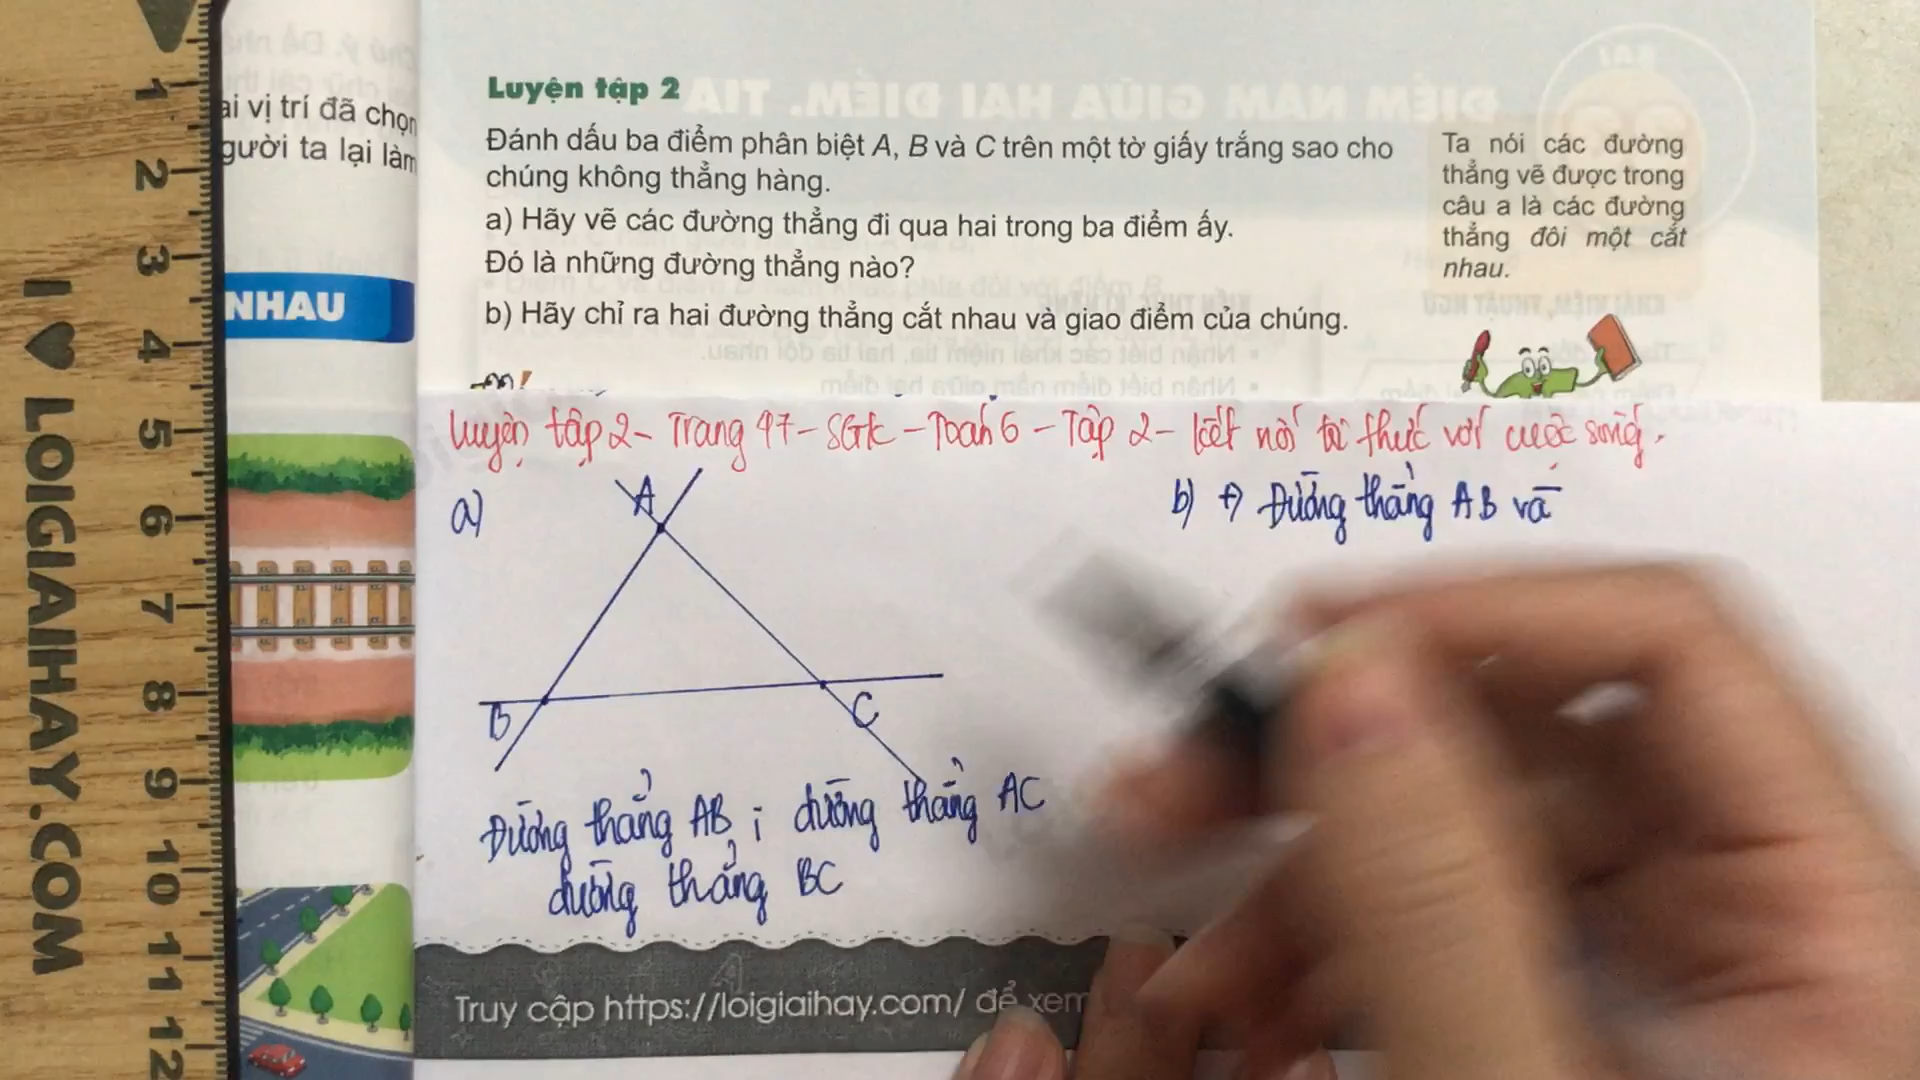 I ♥ LOIGIAIHAY.COM
1 2 3 4 5 6 7 8 9 10 11 12
ai vị trí đã chọn
gười ta lại làm
NHAU
Luyện tập 2
Đánh dấu ba điểm phân biệt A, B và C trên một tờ giấy trắng sao cho
chúng không thẳng hàng.
a) Hãy vẽ các đường thẳng đi qua hai trong ba điểm ấy.
Đó là những đường thẳng nào?
b) Hãy chỉ ra hai đường thẳng cắt nhau và giao điểm của chúng.
Ta nói các đường
thẳng vẽ được trong
câu a là các đường
thẳng đôi một cắt
nhau.
Luyện tập 2 - Trang 47 - SGK - Toán 6 - Tập 2 - kết nối tri thức với cuộc sống.
a)
A
B
C
Đường thẳng AB ; đường thẳng AC
đường thẳng BC
b) +) Đường thẳng AB và
Truy cập https://loigiaihay.com/ để xem